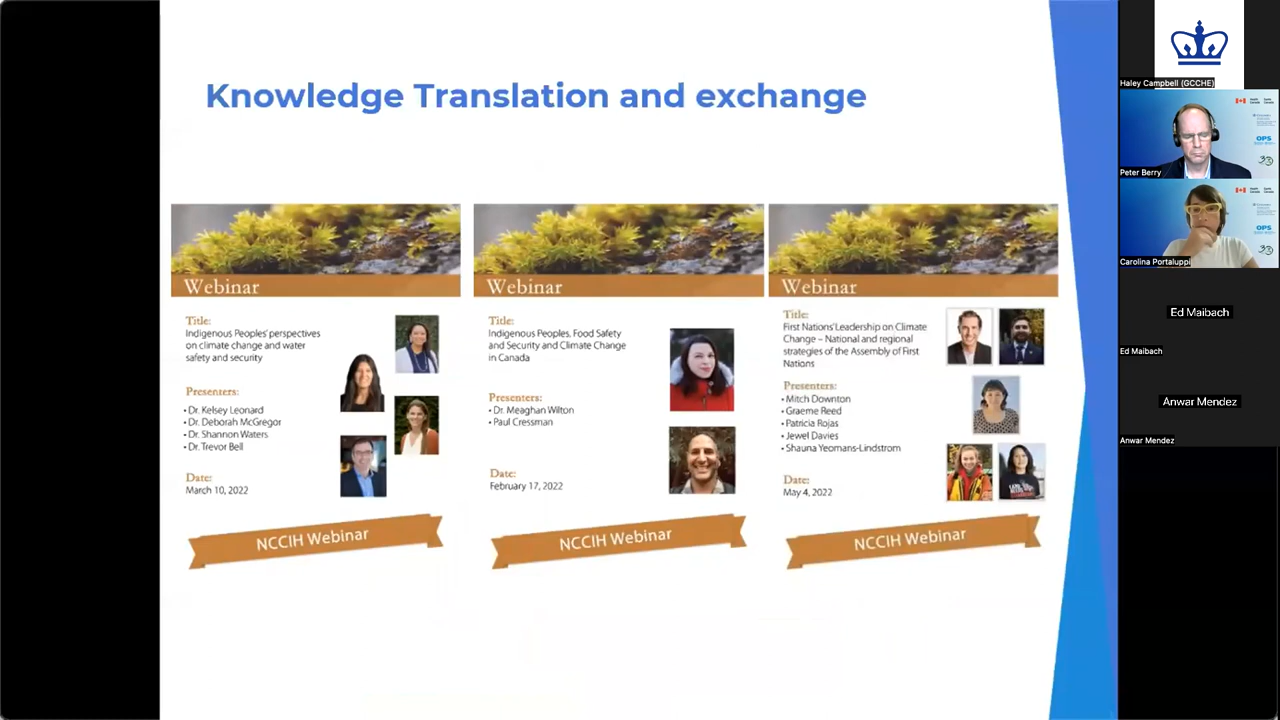 Knowledge Translation and exchange
Webinar
Title:
Indigenous Peoples' perspectives
on climate change and water
safety and security
Presenters:
• Dr. Kelsey Leonard
• Dr. Deborah McGregor
• Dr. Shannon Waters
• Dr. Trevor Bell
Date:
March 10, 2022
NCCIH Webinar
Webinar
Title:
Indigenous Peoples, Food Safety
and Security and Climate Change
in Canada
Presenters:
• Dr. Meaghan Wilton
• Paul Cressman
Date:
February 17, 2022
NCCIH Webinar
Webinar
Title:
First Nations' Leadership on Climate
Change – National and regional
strategies of the Assembly of First
Nations
Presenters:
• Mitch Downton
• Graeme Reed
• Patricia Rojas
• Jewel Davies
• Shauna Yeomans-Lindstrom
Date:
May 4, 2022
NCCIH Webinar
Haley Campbell (GCCHE)
OPS
Peter Berry
OPS
Carolina Portaluppi
Ed Maibach
Ed Maibach
Anwar Mendez
Anwar Mendez